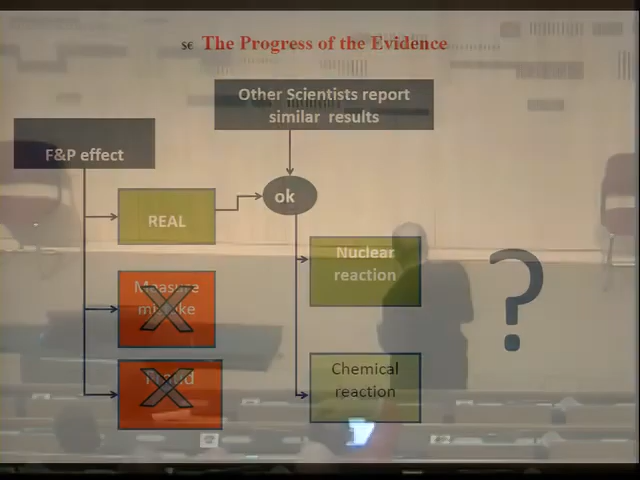 The Progress of the Evidence
Other Scientists report
similar results
F&P effect
ok
REAL
Nuclear
reaction
Measure
mistake
Chemical
reaction
?